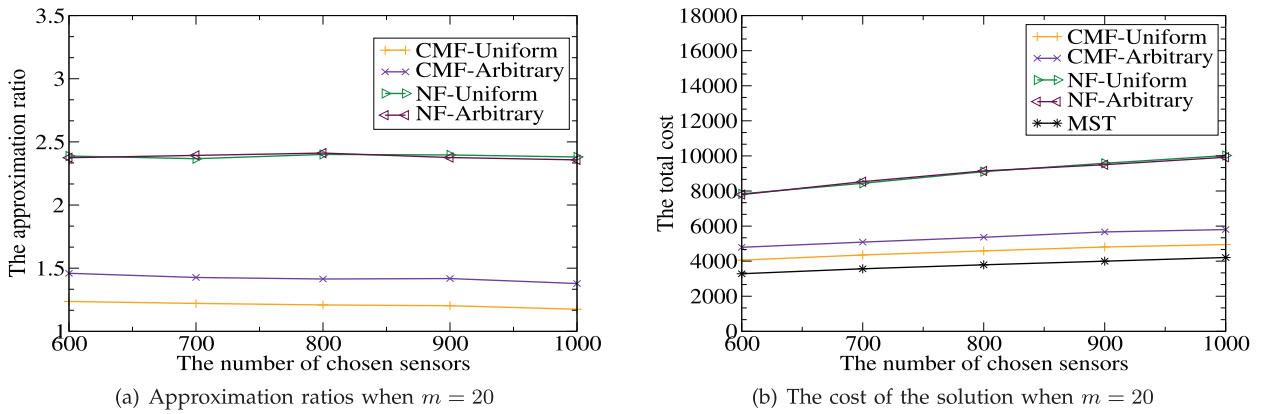 3.5
3
2.5
2
1.5
1
The approximation ratio
CMF-Uniform
CMF-Arbitrary
NF-Uniform
NF-Arbitrary
600 700 800 900 1000
The number of chosen sensors
(a) Approximation ratios when m = 20
18000
16000
14000
12000
10000
8000
6000
4000
2000
0
The total cost
CMF-Uniform
CMF-Arbitrary
NF-Uniform
NF-Arbitrary
MST
600 700 800 900 1000
The number of chosen sensors
(b) The cost of the solution when m = 20